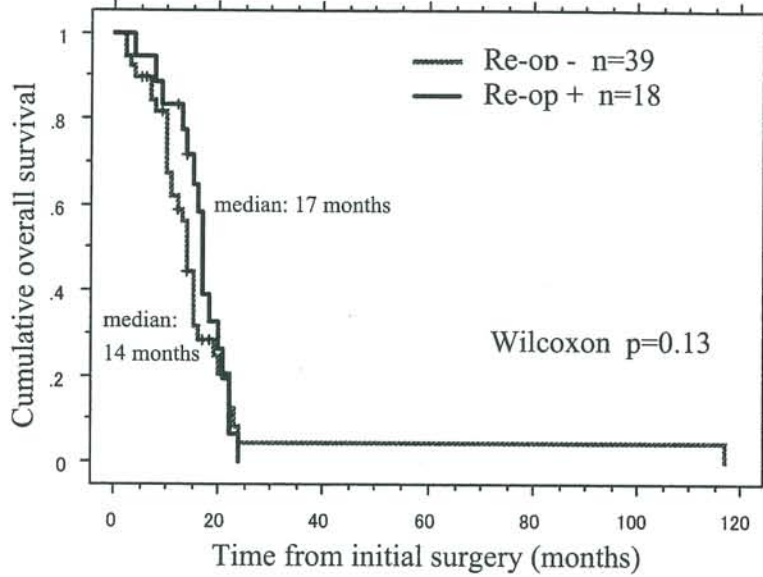 Cumulative overall survival
1
.8
.6
.4
.2
0
Re-op - n=39
Re-op + n=18
median: 17 months
median:
14 months
Wilcoxon p=0.13
0 20 40 60 80 100 120
Time from initial surgery (months)